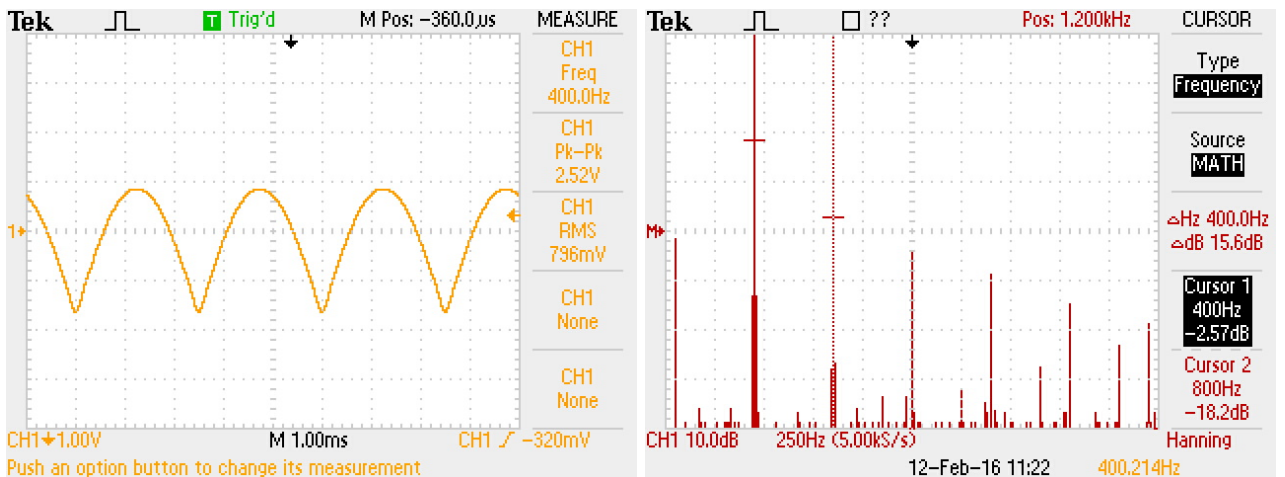 Tek T Trig'd M Pos: −360.0µs MEASURE
CH1
Freq
400.0Hz
CH1
Pk−Pk
2.52V
CH1
RMS
796mV
CH1
None
CH1
None
1
CH1 1.00V M 1.00ms CH1 −320mV
Push an option button to change its measurement
Tek ?? Pos: 1.200kHz CURSOR
Type
Frequency
Source
MATH
△Hz 400.0Hz
△dB 15.6dB
Cursor 1
400Hz
−2.57dB
Cursor 2
800Hz
−18.2dB
M
CH1 10.0dB 250Hz (5.00kS/s) Hanning
12−Feb−16 11:22 400.214Hz